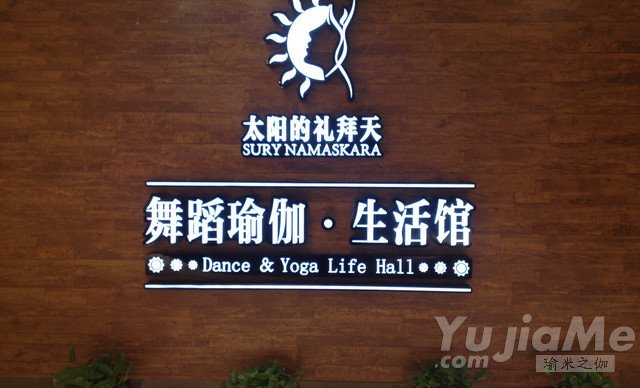 太阳的礼拜天
SURY NAMASKARA
舞蹈瑜伽·生活馆
Dance & Yoga Life Hall
YuJiaMe
.com
瑜米之伽